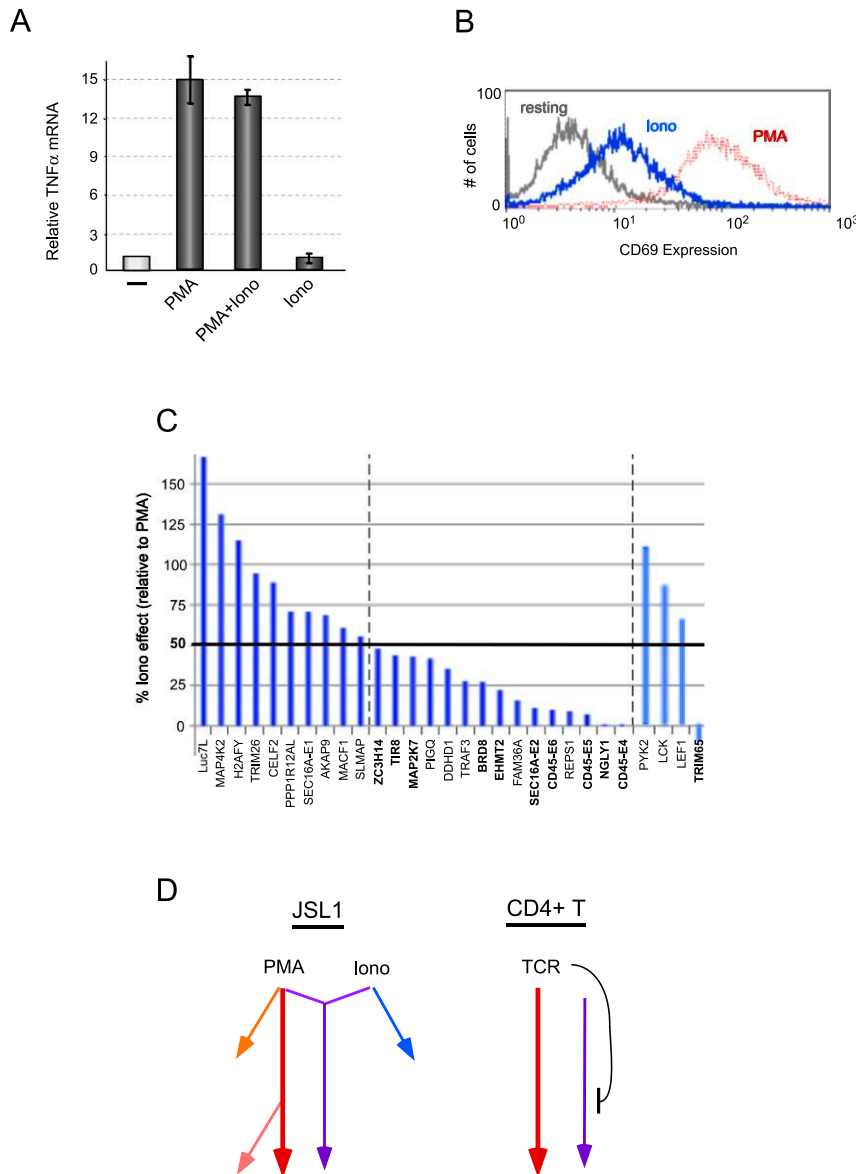 A
Relative TNFα mRNA
15
12
9
6
3
0
–
PMA
PMA+Iono
Iono
B
# of cells
100
0
resting
Iono
PMA
10⁰
10¹
10²
10³
CD69 Expression
C
% Iono effect (relative to PMA)
150
125
100
75
50
25
0
Luc7L
MAP4K2
H2AFY
TRIM26
CELF2
PPP1R12AL
SEC16A-E1
AKAP9
MACF1
SLMAP
ZC3H14
TIR8
MAP2K7
PIGQ
DDHD1
TRAF3
BRD8
EHMT2
FAM36A
SEC16A-E2
CD45-E6
REPS1
CD45-E5
NGLY1
CD45-E4
PYK2
LCK
LEF1
TRIM65
D
JSL1
PMA
Iono
CD4+ T
TCR